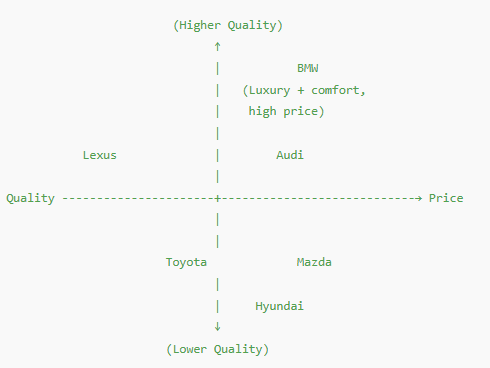 (Higher Quality)
↑
| BMW
| (Luxury + comfort,
| high price)
|
Lexus | Audi
|
Quality ----------------------+----------------------------→ Price
|
|
Toyota Mazda
|
| Hyundai
↓
(Lower Quality)